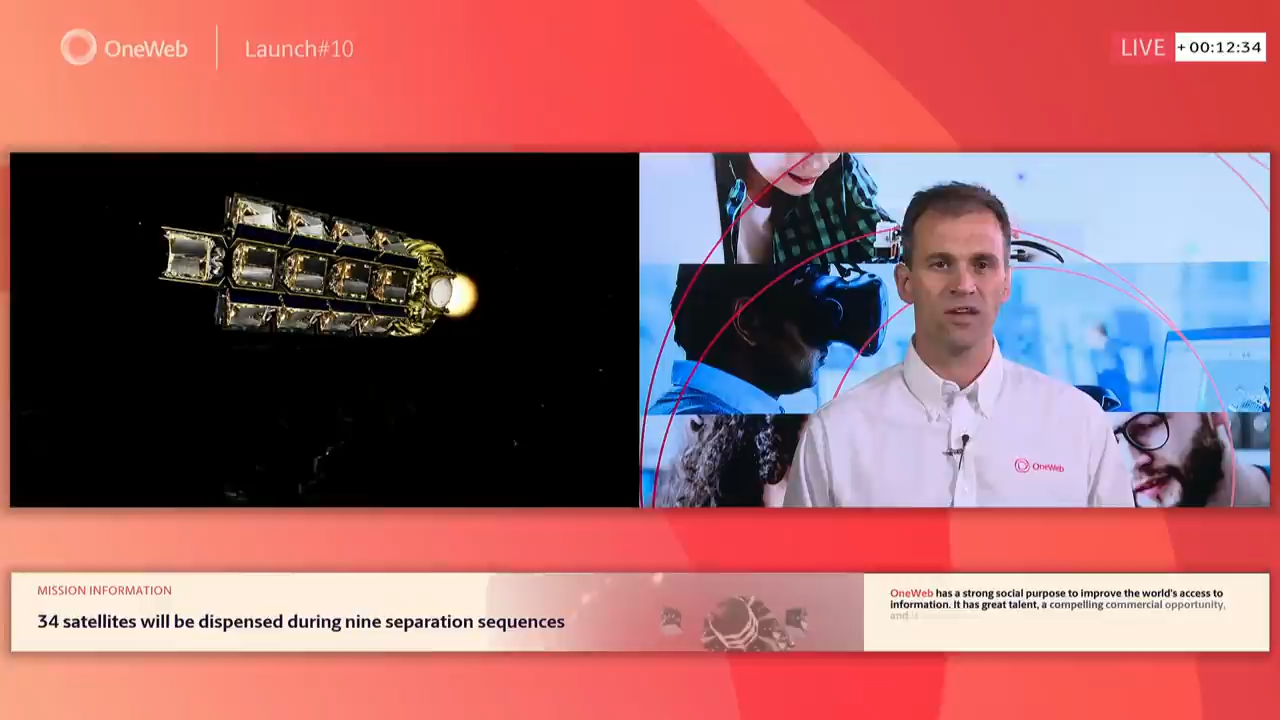 OneWeb
Launch#10
LIVE
+ 00:12:34
OneWeb
MISSION INFORMATION
34 satellites will be dispensed during nine separation sequences
OneWeb has a strong social purpose to improve the world's access to
information. It has great talent, a compelling commercial opportunity,
and